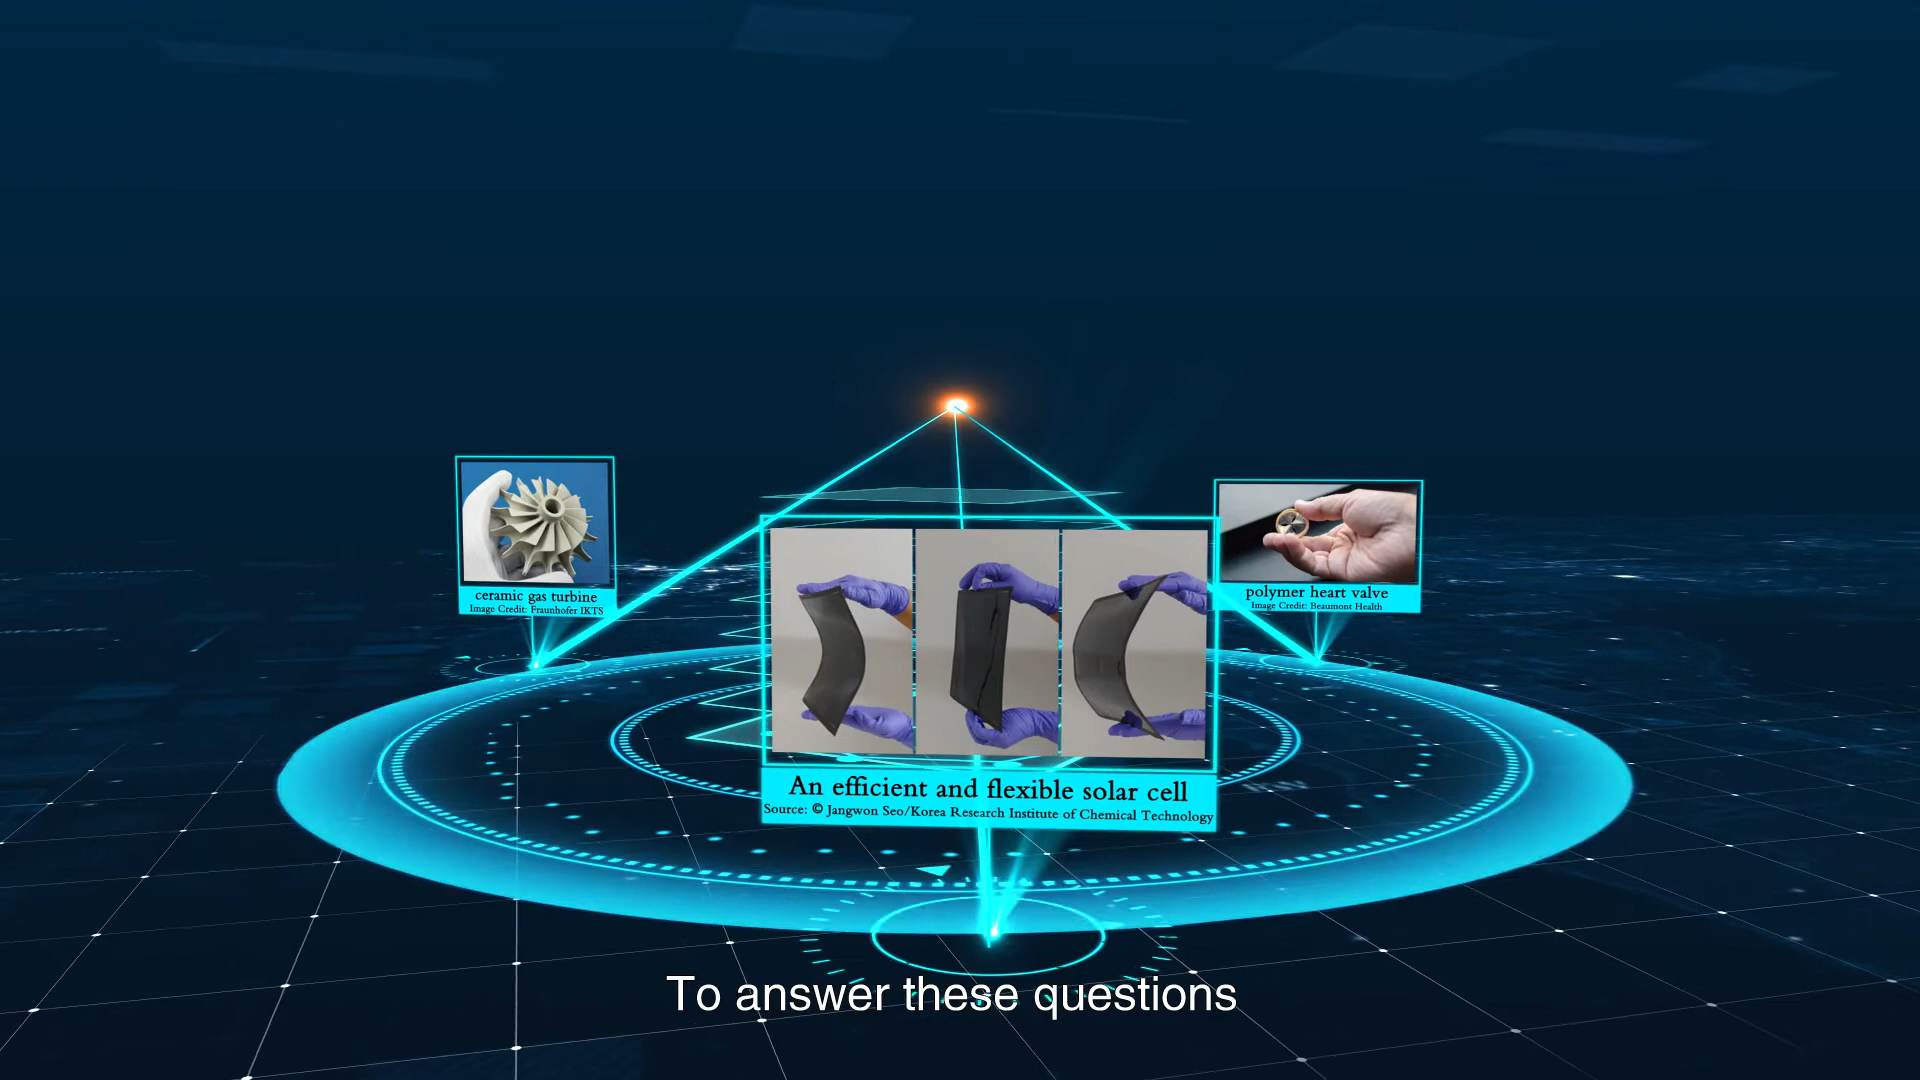 ceramic gas turbine
Image Credit: Fraunhofer IKTS
polymer heart valve
Image Credit: Beaumont Health
An efficient and flexible solar cell
Source: © Jangwon Seo/Korea Research Institute of Chemical Technology
To answer these questions